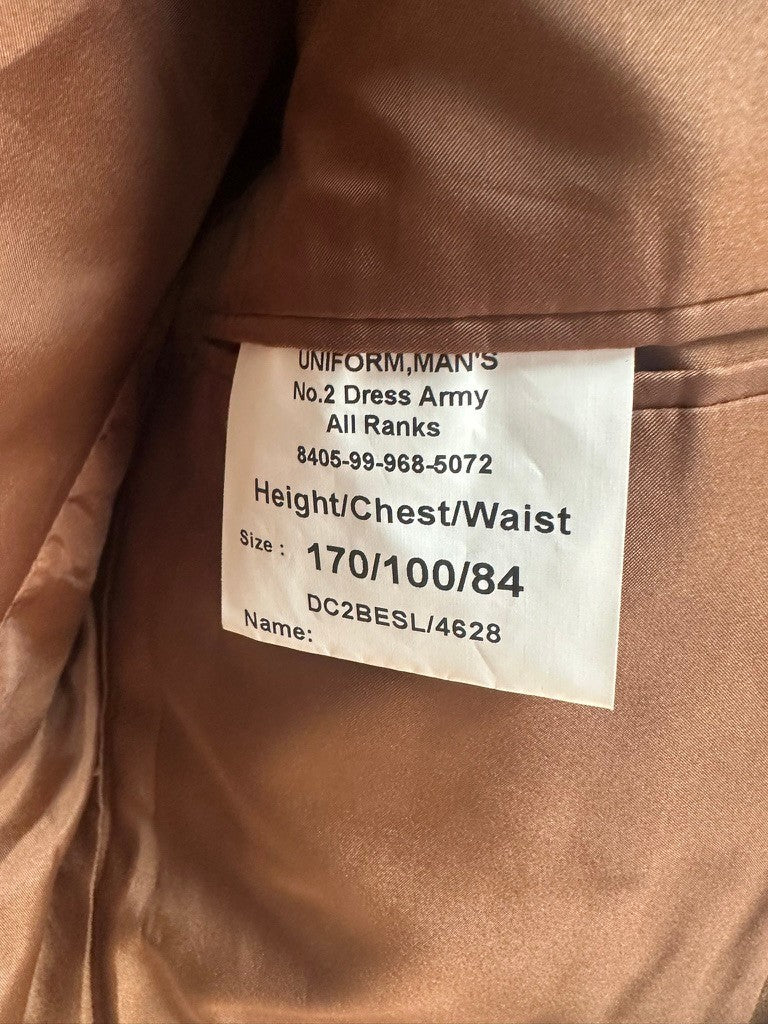 UNIFORM,MAN'S
No.2 Dress Army
All Ranks
8405-99-968-5072
Height/Chest/Waist
Size : 170/100/84
DC2BESL/4628
Name: